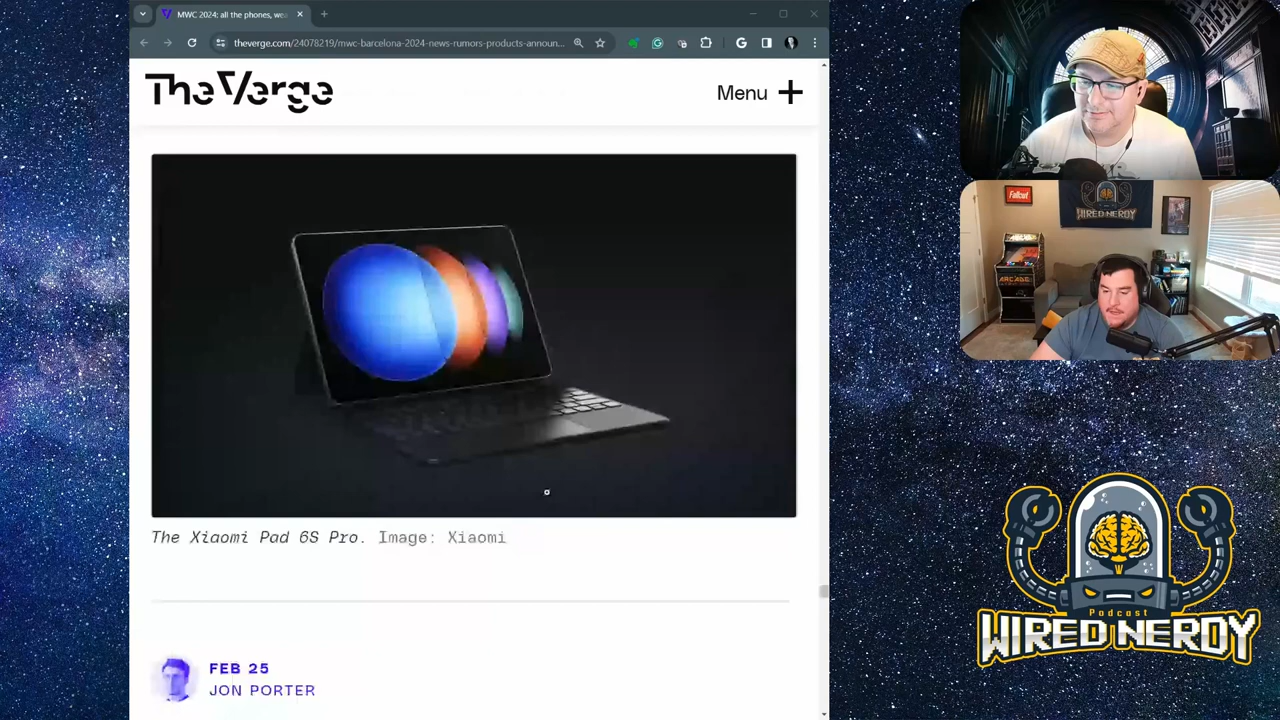 MWC 2024: all the phones, wea
theverge.com/24078219/mwc-barcelona-2024-news-rumors-products-announ...
The Verge
Menu
The Xiaomi Pad 6S Pro. Image: Xiaomi
FEB 25
JON PORTER
Fallout
WIRED NERDY
ARCADE
Podcast
WIRED NERDY